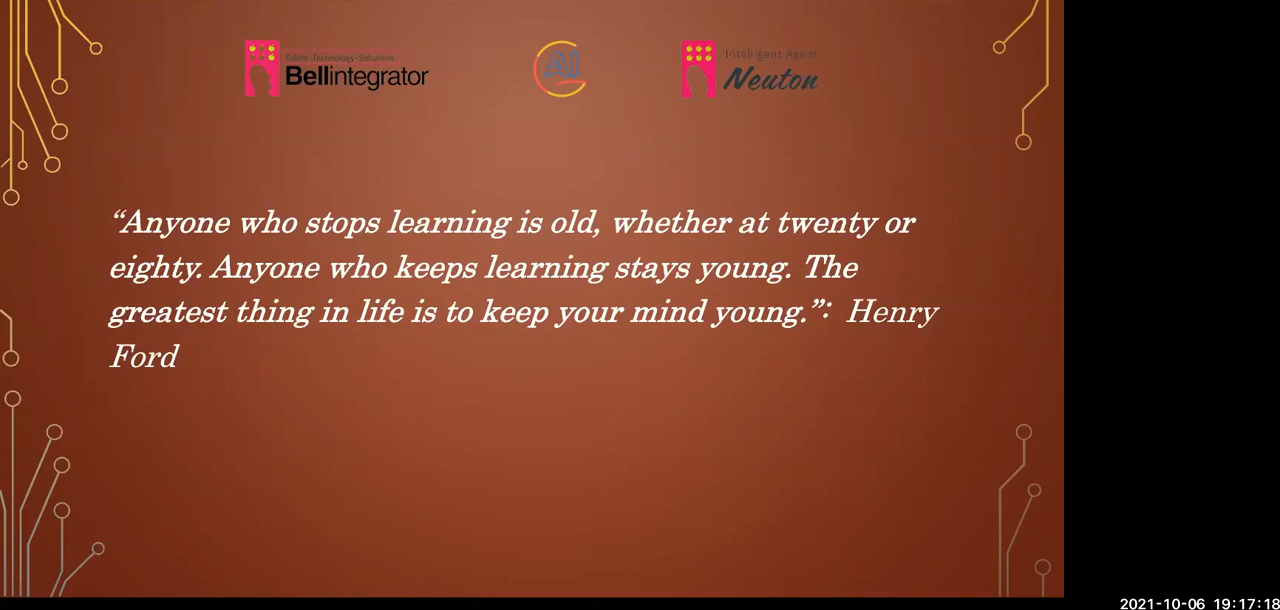 Talent•Technology•Solutions
Bellintegrator
AI
Intelligent Agent
Neuton
“Anyone who stops learning is old, whether at twenty or
eighty. Anyone who keeps learning stays young. The
greatest thing in life is to keep your mind young.”: Henry
Ford
2021-10-06 19:17:18